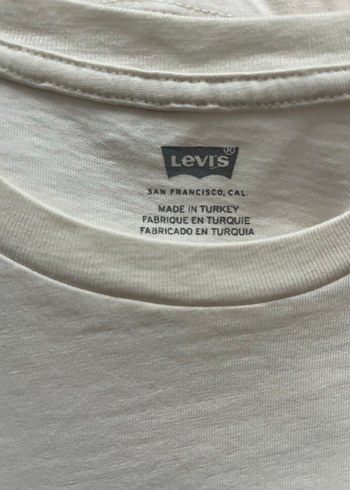 Levi's®
SAN FRANCISCO, CAL.
MADE IN TURKEY
FABRIQUE EN TURQUIE
FABRICADO EN TURQUIA